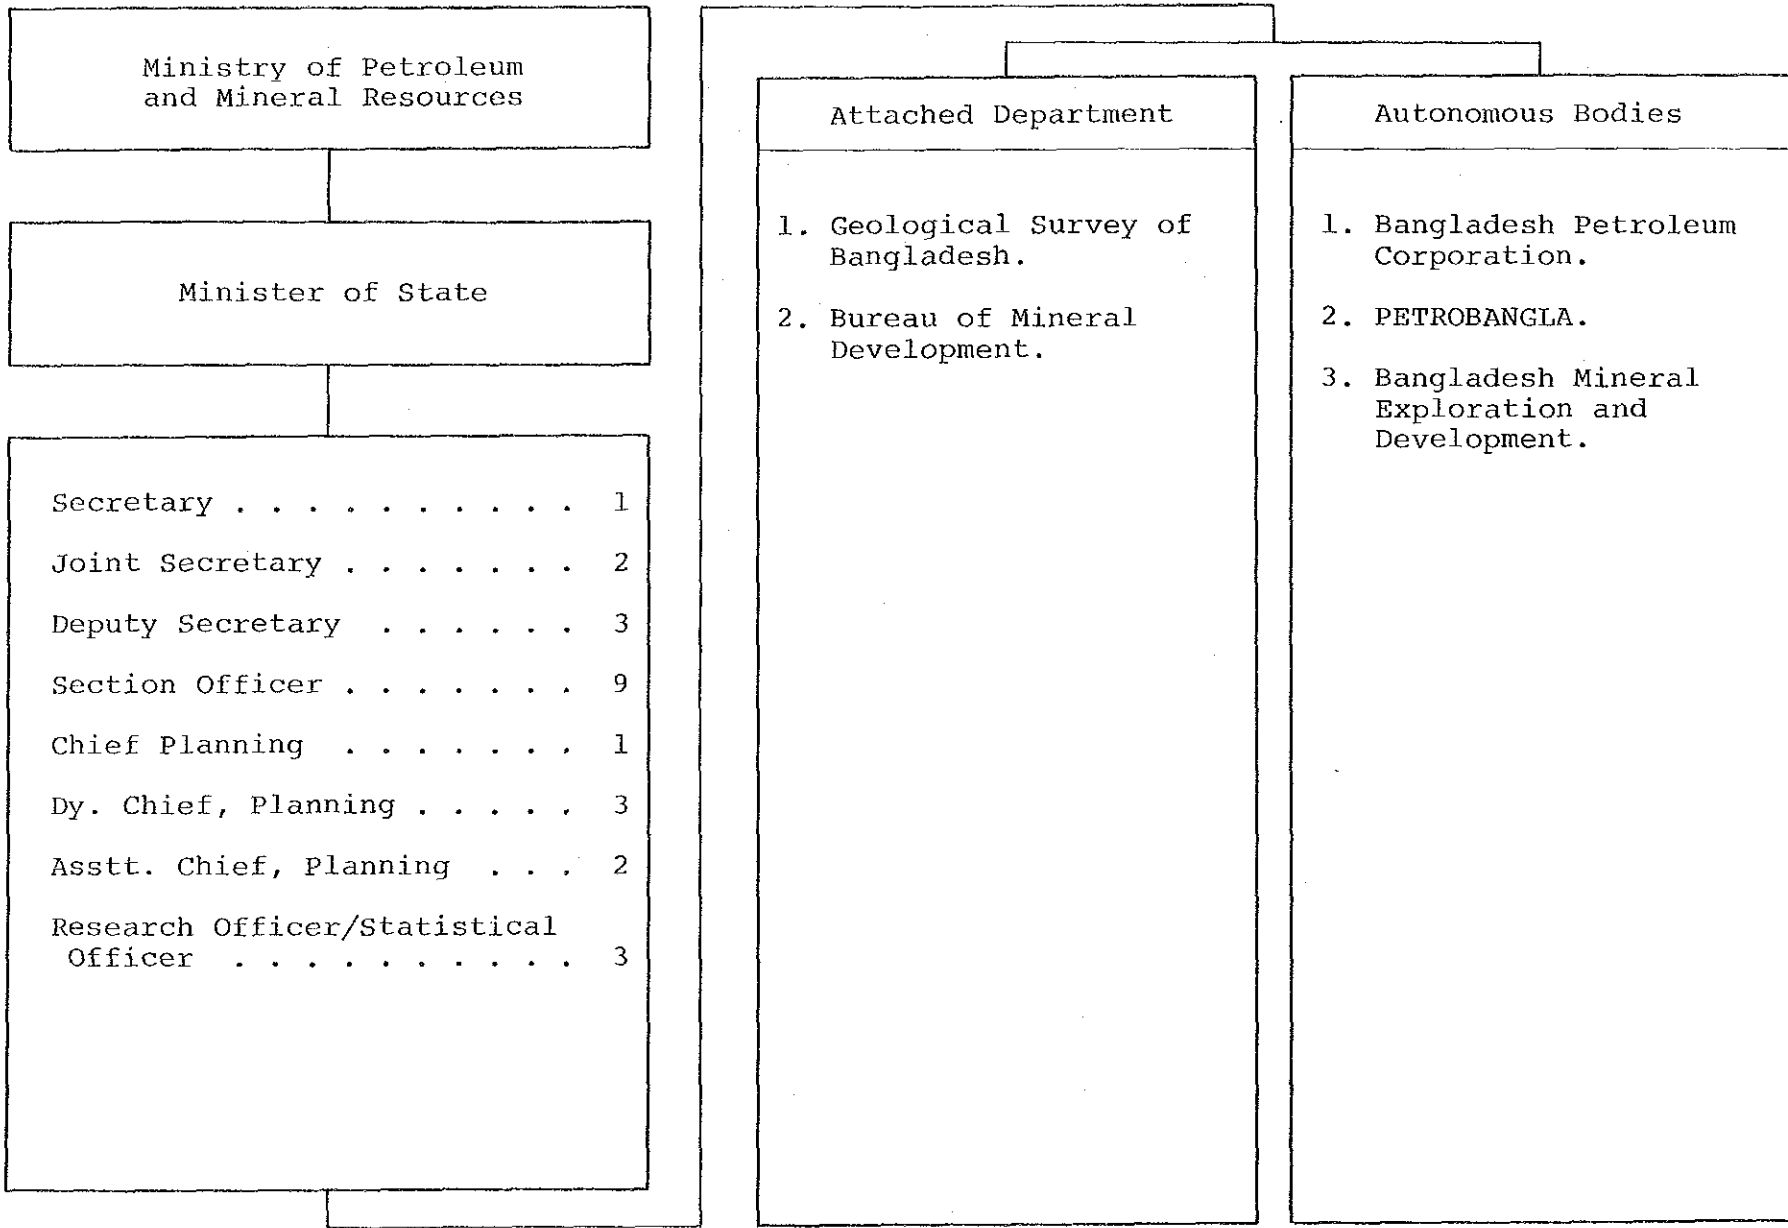 Ministry of Petroleum
and Mineral Resources
Minister of State
Secretary . . . . . . . . . . 1
Joint Secretary . . . . . . . 2
Deputy Secretary . . . . . . 3
Section Officer . . . . . . . 9
Chief Planning . . . . . . . 1
Dy. Chief, Planning . . . . . 3
Asstt. Chief, Planning . . . 2
Research Officer/Statistical
Officer . . . . . . . . . . 3
Attached Department
1. Geological Survey of
Bangladesh.
2. Bureau of Mineral
Development.
Autonomous Bodies
1. Bangladesh Petroleum
Corporation.
2. PETROBANGLA.
3. Bangladesh Mineral
Exploration and
Development.